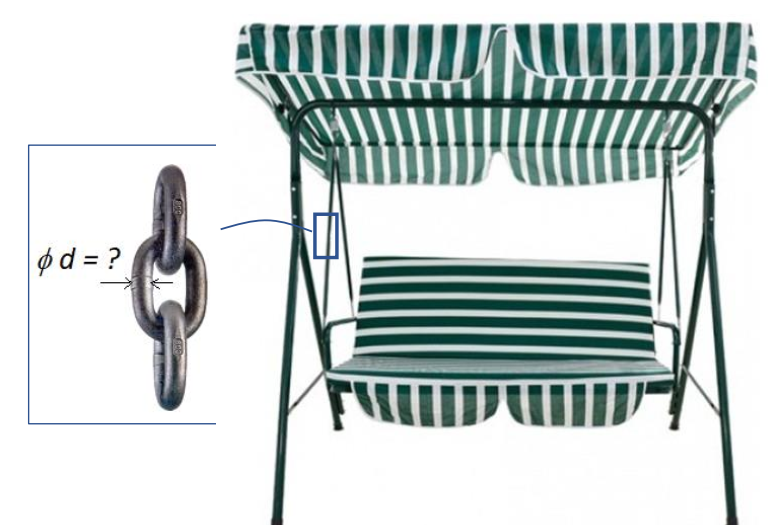 ϕ d = ?